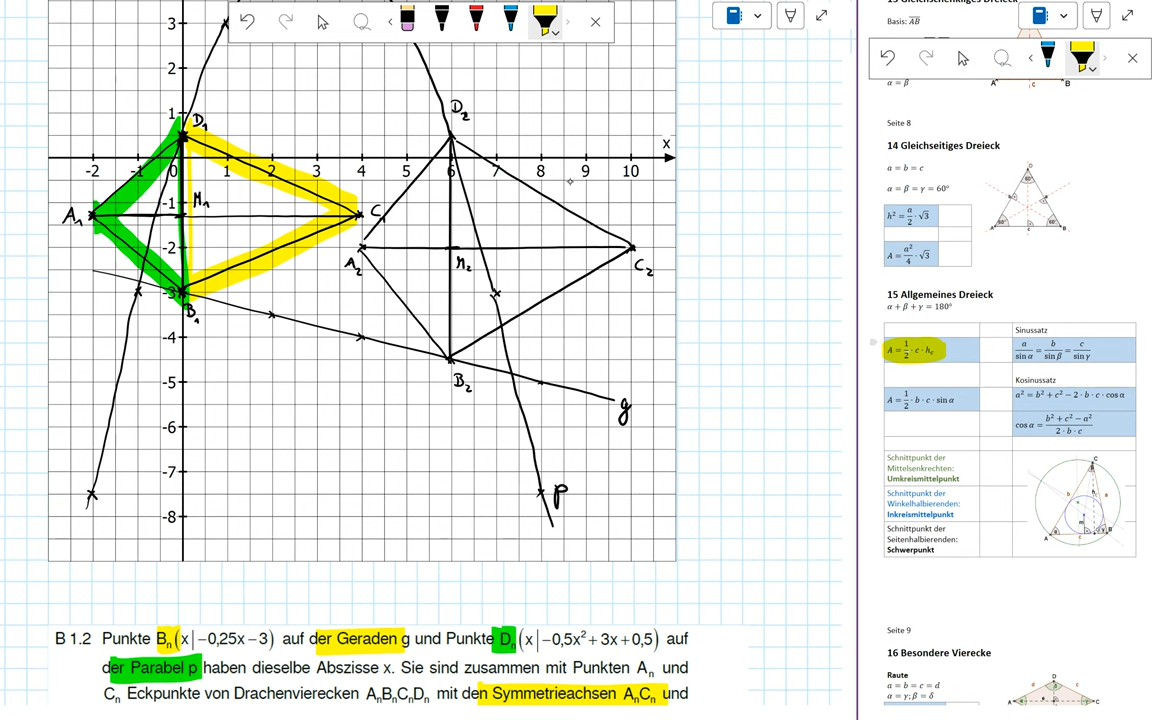 3
2
1
D₁
D₂
x
-2 -1 0 1 2 3 4 5 6 7 8 9 10
M₁
-1
A₁
C₁
-2
A₂
M₂
C₂
-3
B₁
-4
B₂
-5
g
-6
-7
p
-8
B 1.2 Punkte Bₙ(x|−0,25x−3) auf der Geraden g und Punkte Dₙ(x|−0,5x²+3x+0,5) auf
der Parabel p haben dieselbe Abszisse x. Sie sind zusammen mit Punkten Aₙ und
Cₙ Eckpunkte von Drachenvierecken AₙBₙCₙDₙ mit den Symmetrieachsen AₙCₙ und
Basis: AB
A c B
α = β
Seite 8
14 Gleichseitiges Dreieck
a = b = c
α = β = γ = 60°
h² = a/2 · √3
A = a²/4 · √3
60°
60° 60°
A c B
15 Allgemeines Dreieck
α + β + γ = 180°
Sinussatz
A = 1/2 · c · h_c
a/sin α = b/sin β = c/sin γ
Kosinussatz
A = 1/2 · b · c · sin α
a² = b² + c² − 2 · b · c · cos α
cos α = (b² + c² − a²)/(2 · b · c)
Schnittpunkt der
Mittelsenkrechten:
Umkreismittelpunkt
Schnittpunkt der
Winkelhalbierenden:
Inkreismittelpunkt
Schnittpunkt der
Seitenhalbierenden:
Schwerpunkt
C
b a
A c B
Seite 9
16 Besondere Vierecke
Raute
a = b = c = d
α = γ; β = δ
D
d c
A C